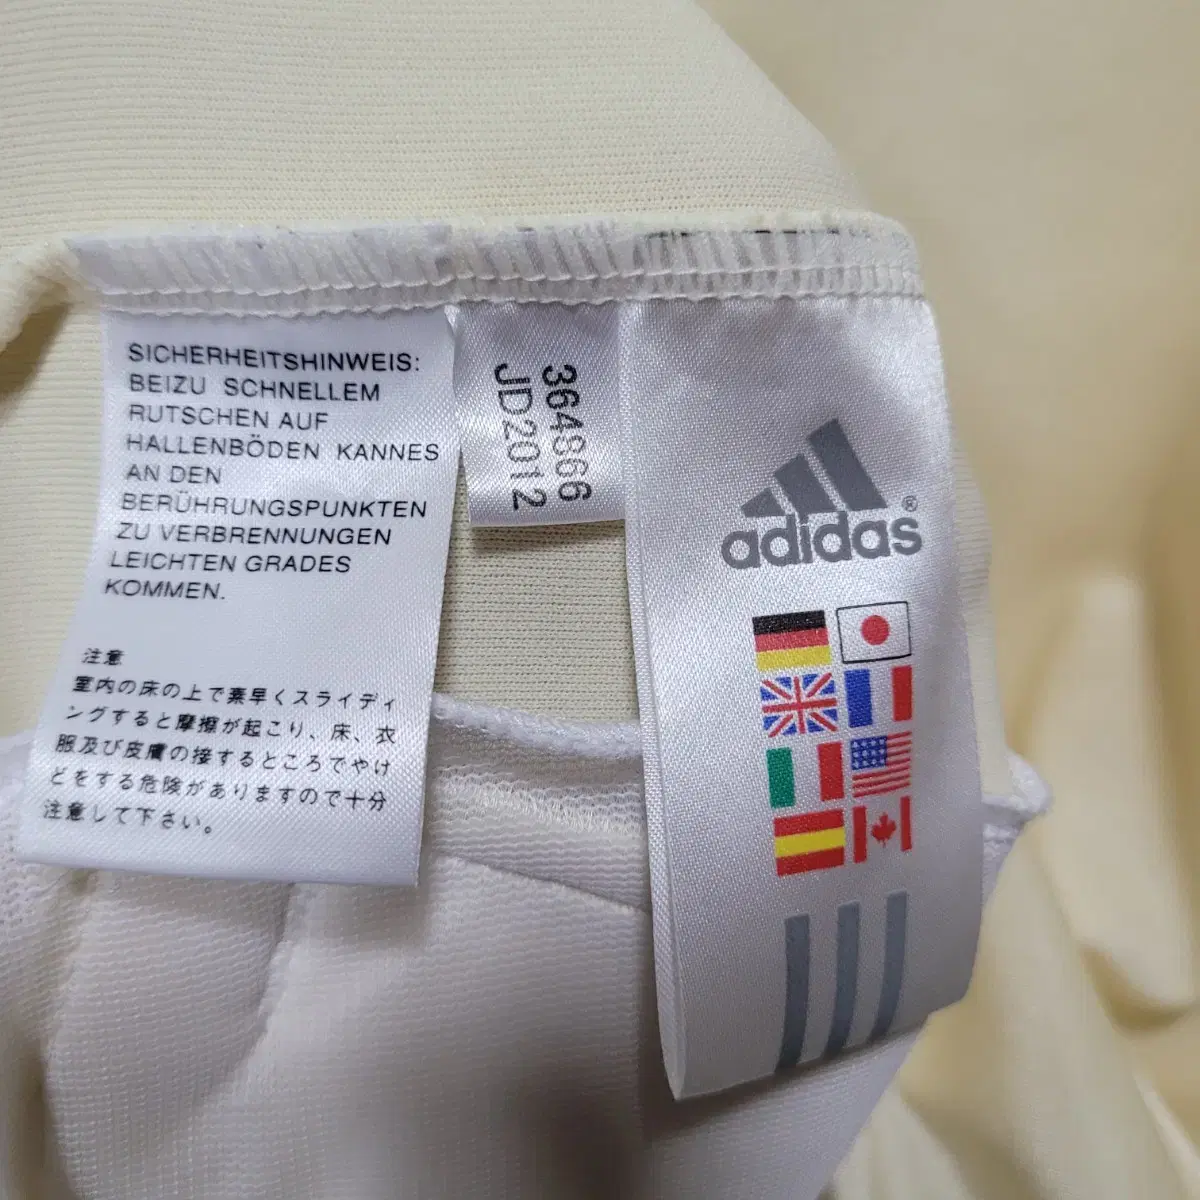 SICHERHEITSHINWEIS:
BEIZU SCHNELLEM
RUTSCHEN AUF
HALLENBÖDEN KANNES
AN DEN
BERÜHRUNGSPUNKTEN
ZU VERBRENNUNGEN
LEICHTEN GRADES
KOMMEN.
注意
室内の床の上で素早くスライディ
ングすると摩擦が起こり、床、衣
服及び皮膚の接するところでやけ
どをする危険がありますので十分
注意して下さい。
364866
JD2012
adidas®